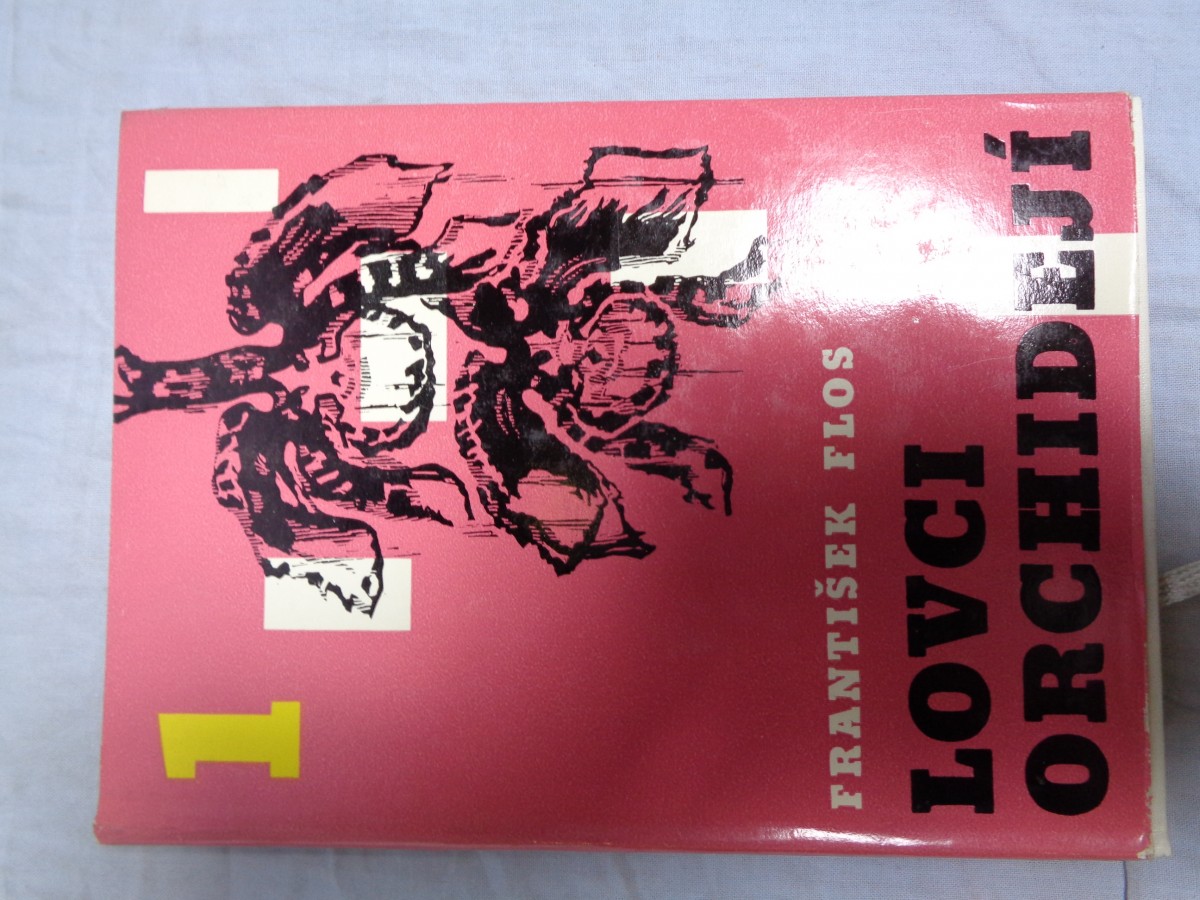 1
FRANTIŠEK FLOS
LOVCI
ORCHIDEJÍ